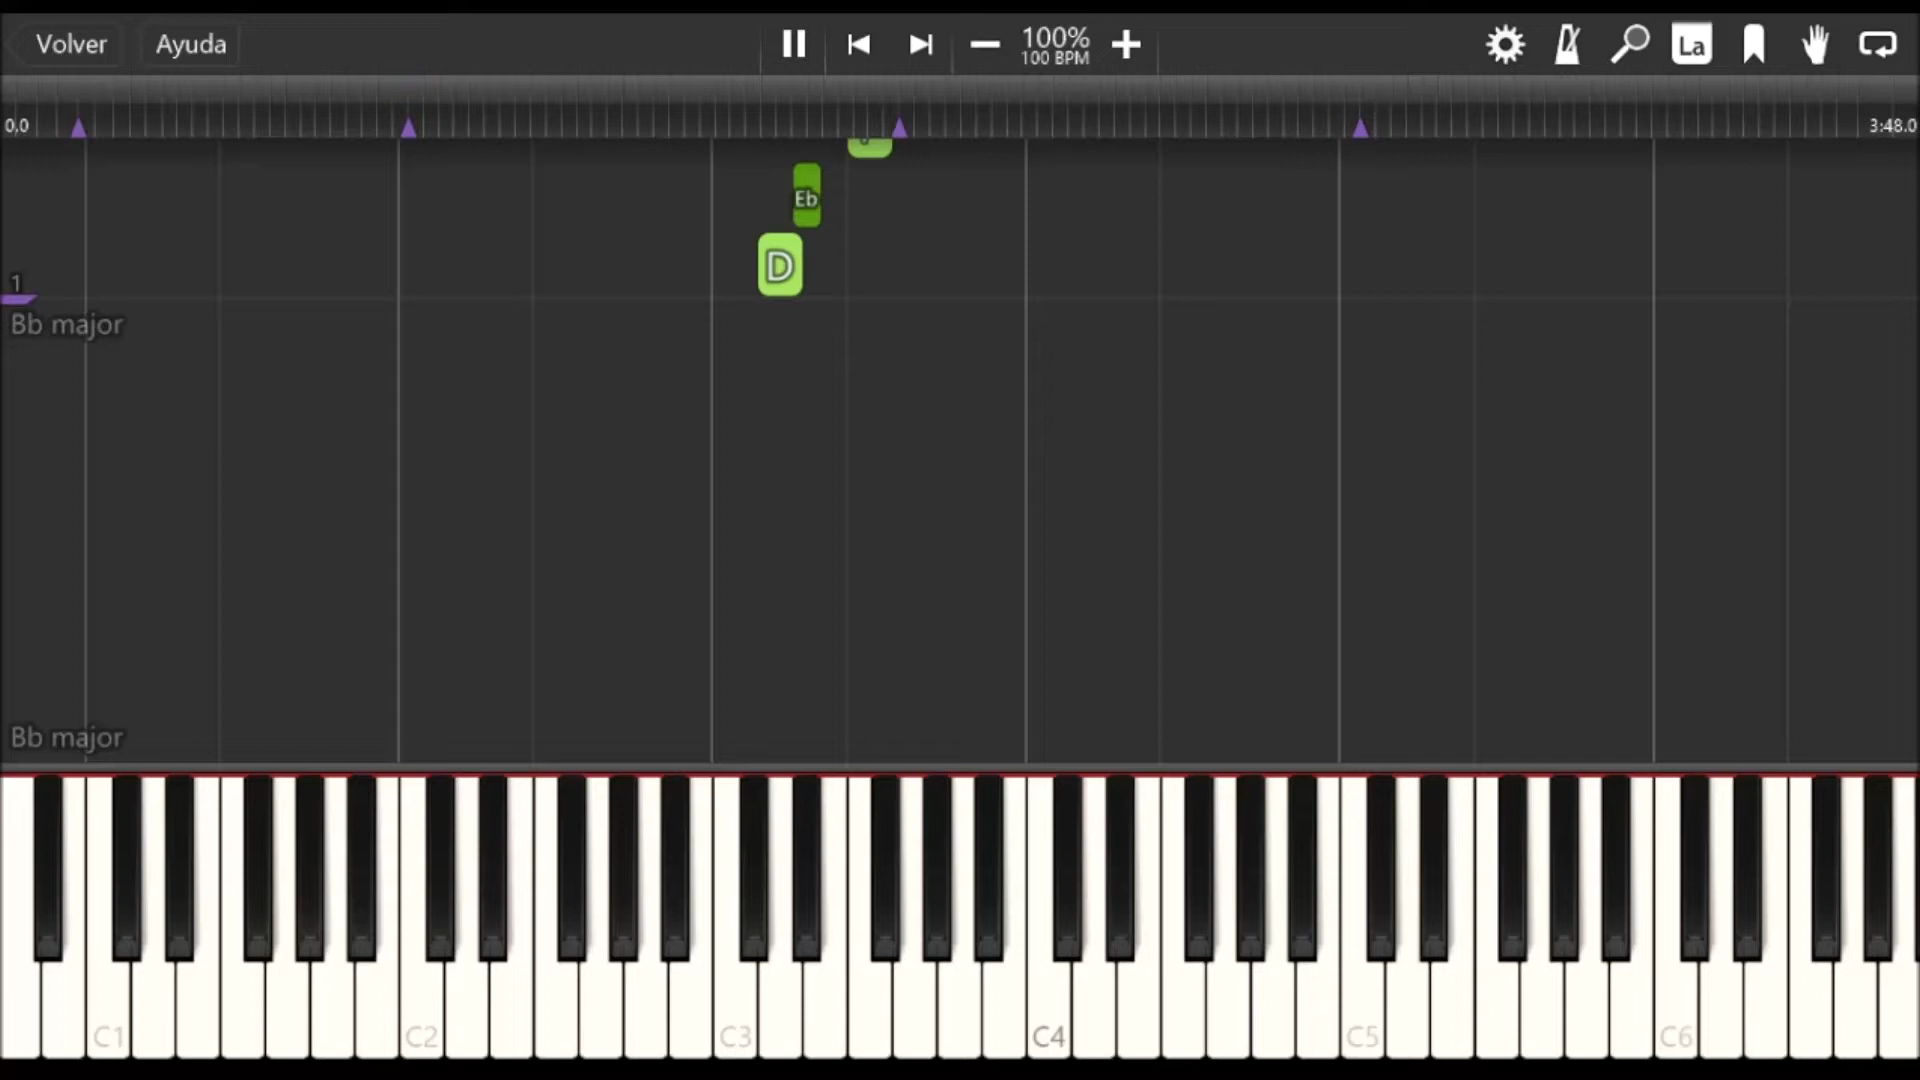 Volver Ayuda 100% La
100 BPM
0,0 3:48.0
Eb
D
1
Bb major
Bb major
C1 C2 C3 C4 C5 C6